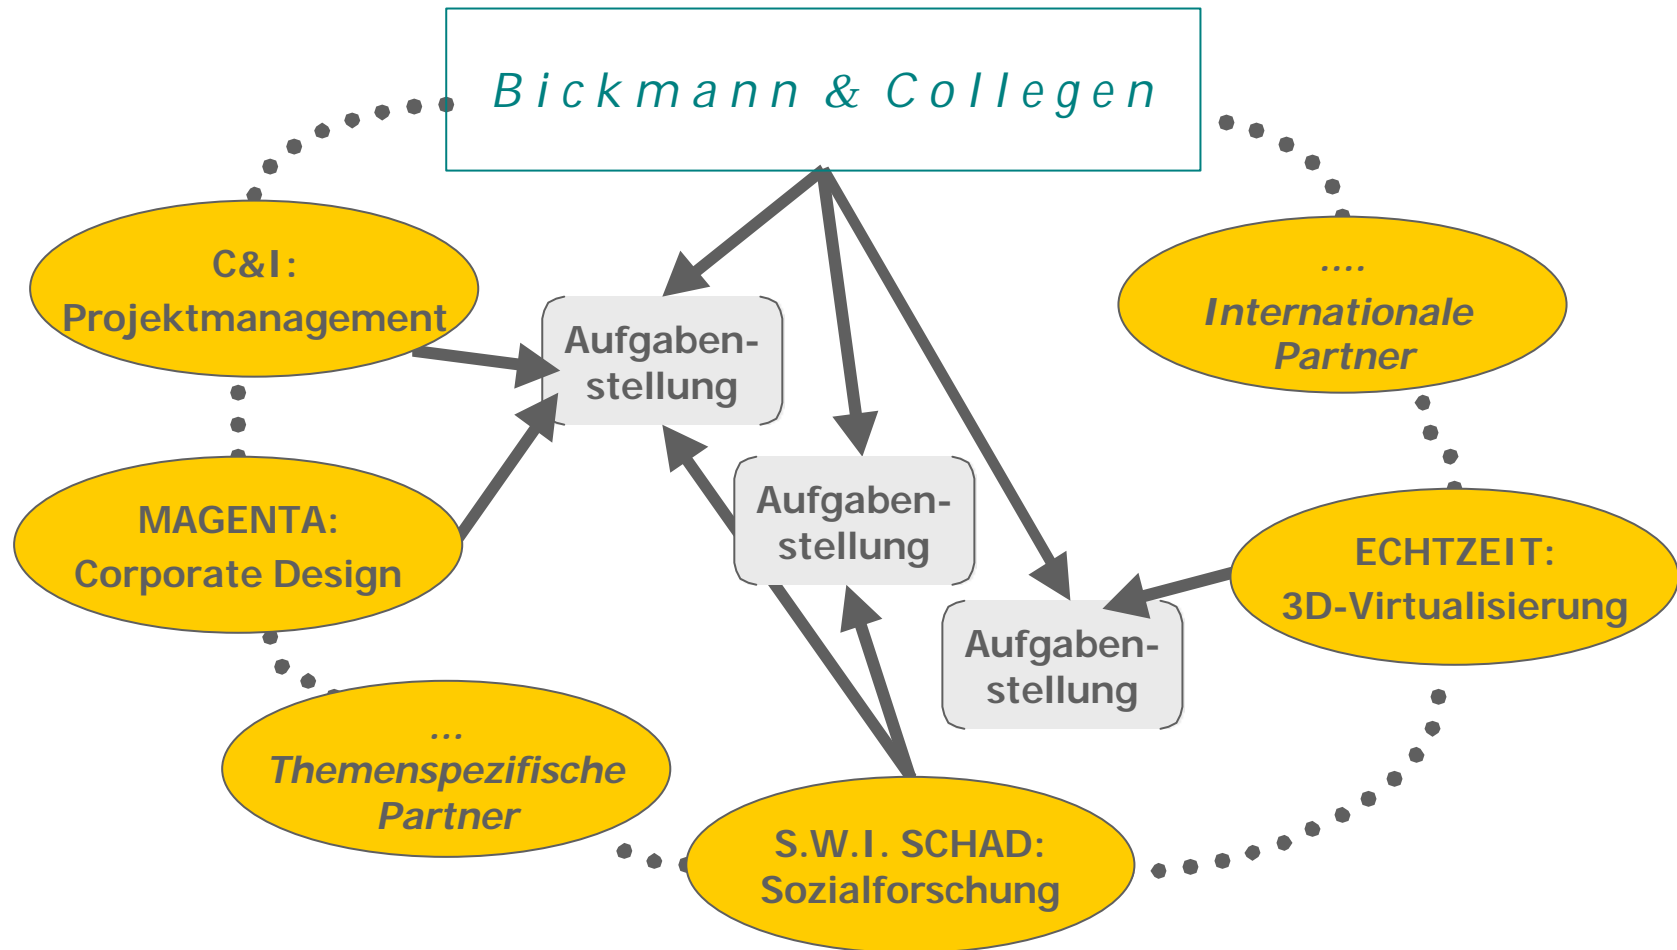 Bickmann & Collegen
C&I:
Projektmanagement
....
Internationale
Partner
Aufgaben-
stellung
MAGENTA:
Corporate Design
Aufgaben-
stellung
ECHTZEIT:
3D-Virtualisierung
Aufgaben-
stellung
...
Themenspezifische
Partner
S.W.I. SCHAD:
Sozialforschung